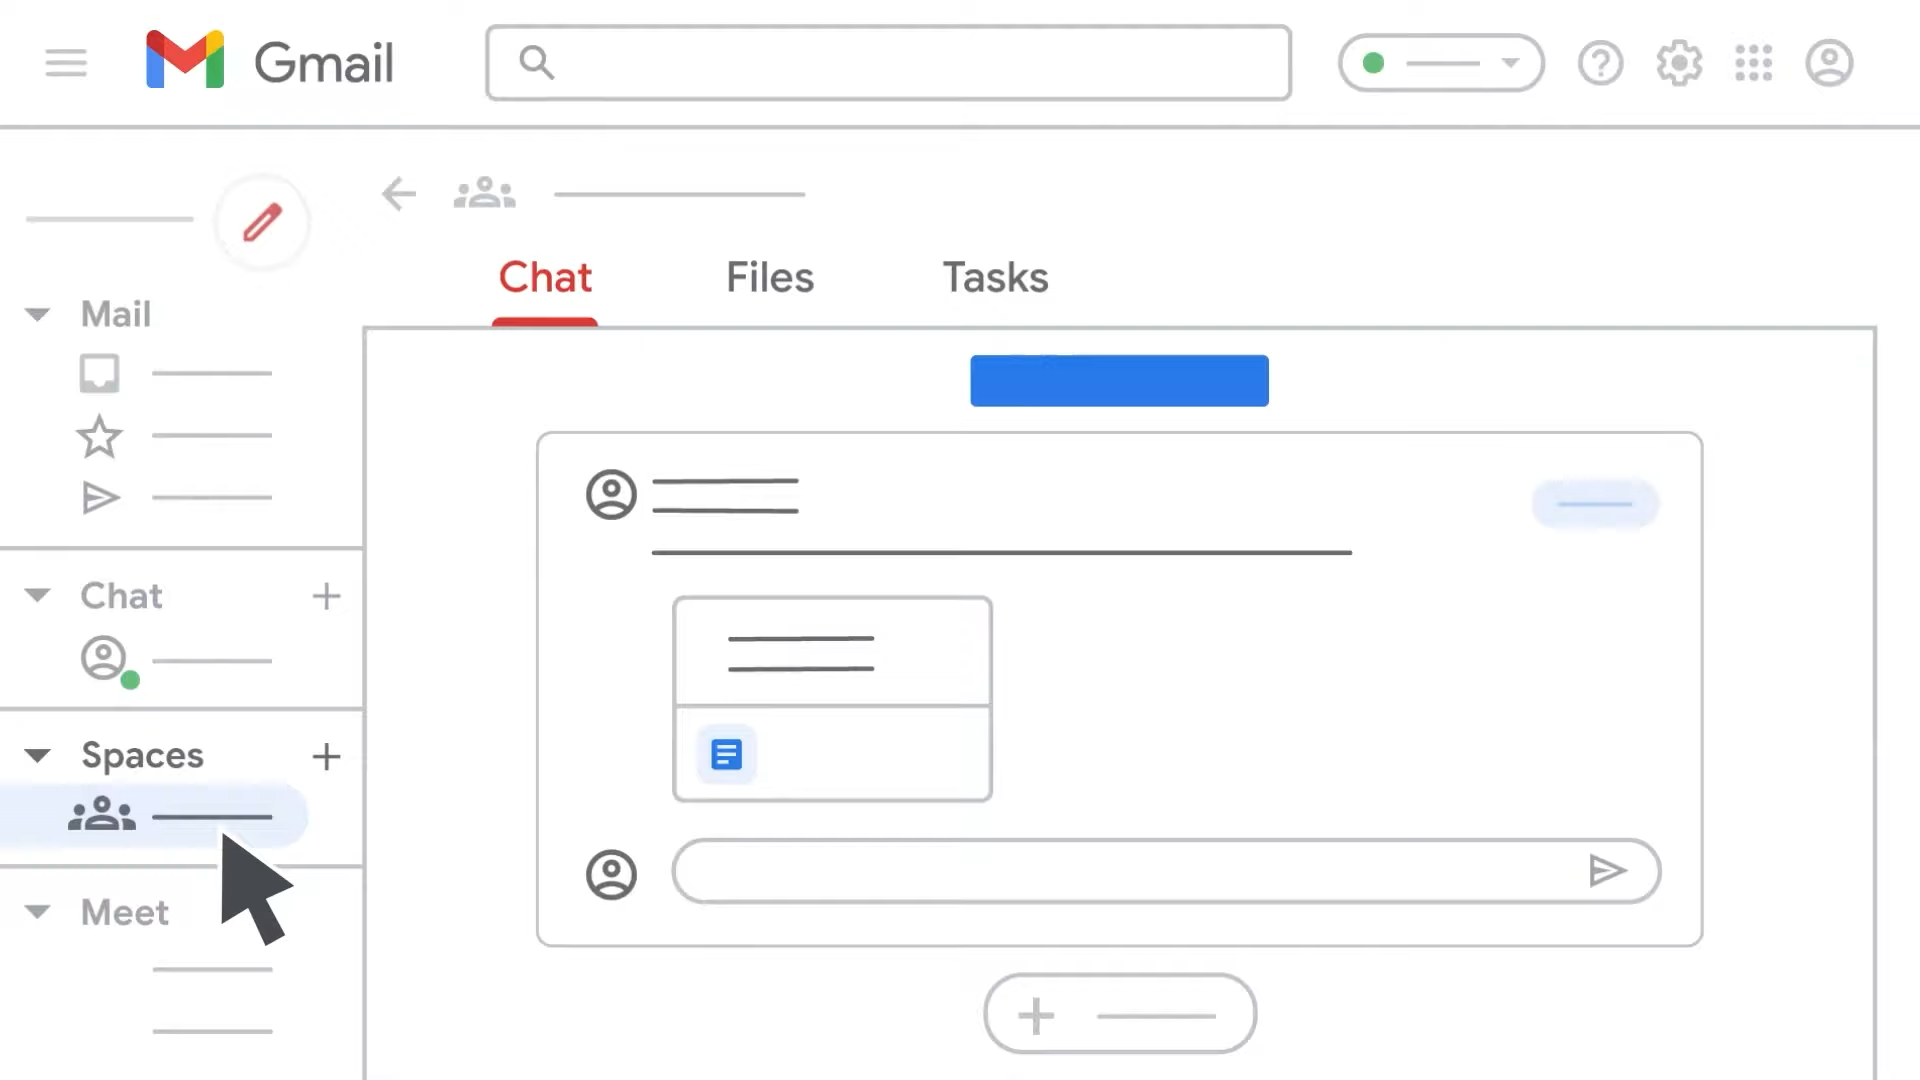 Gmail
Chat Files Tasks
Mail
Chat
Spaces
Meet